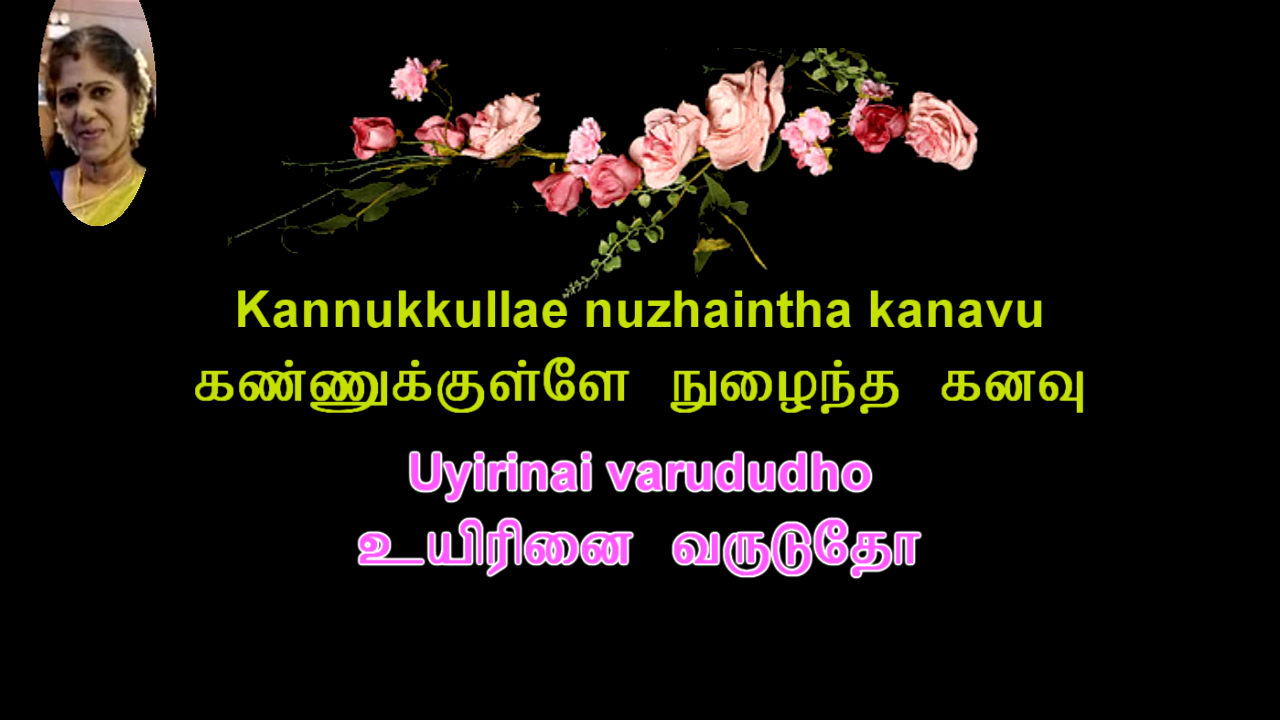 Kannukkullae nuzhaintha kanavu
கண்ணுக்குள்ளே நுழைந்த கனவு
Uyirinai varududho
உயிரினை வருடுதோ